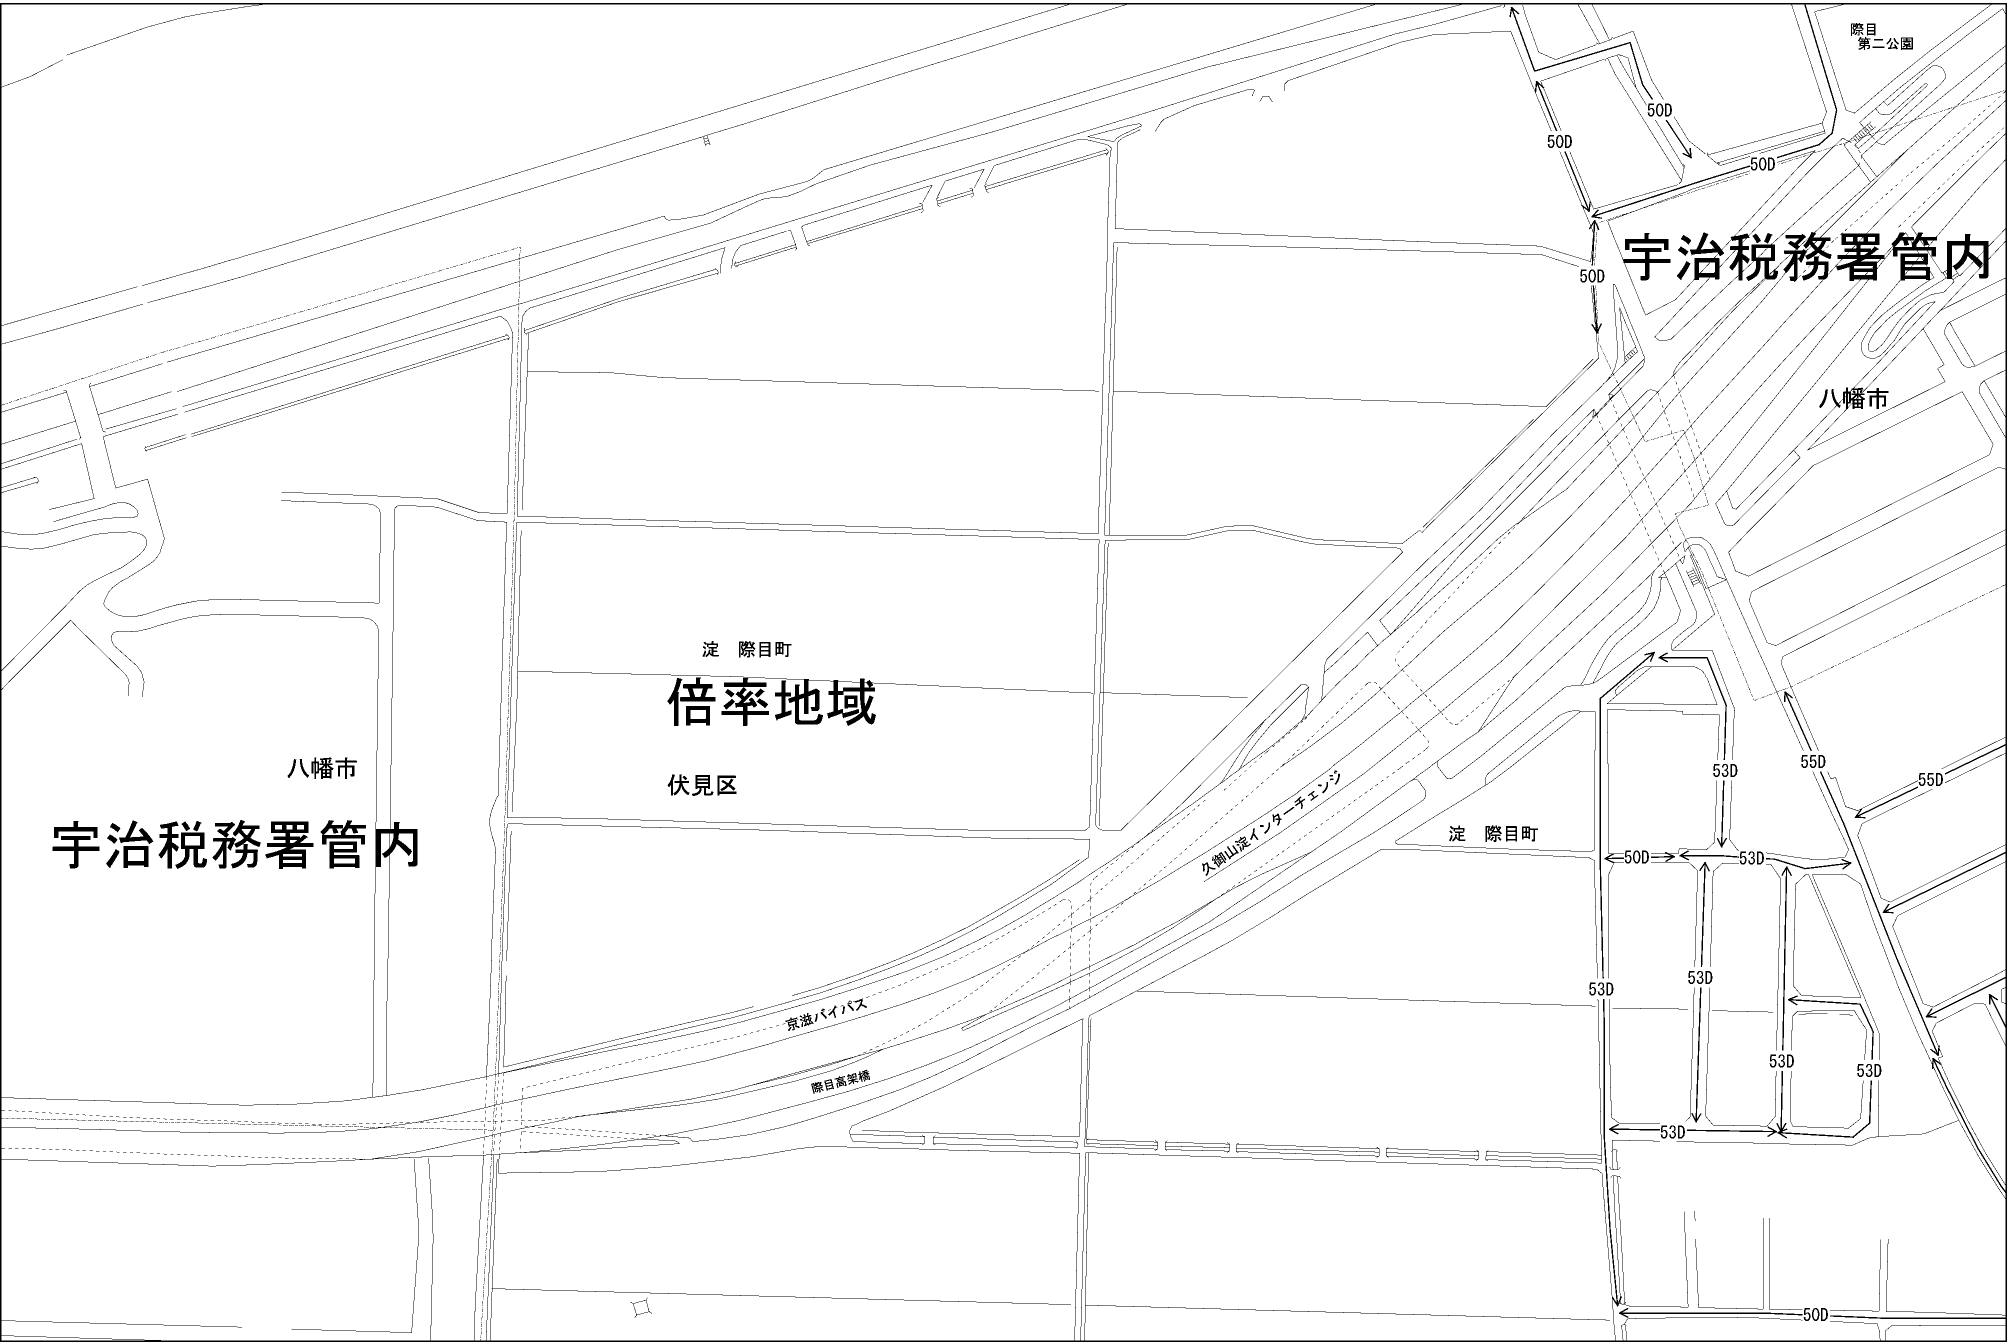 際目
第二公園
50D
50D
50D
宇治税務署管内
50D
八幡市
淀　際目町
倍率地域
伏見区
八幡市
宇治税務署管内
久御山淀インターチェンジ
淀　際目町
53D
55D
55D
50D
53D
53D
53D
京滋バイパス
際目高架橋
53D
53D
53D
50D